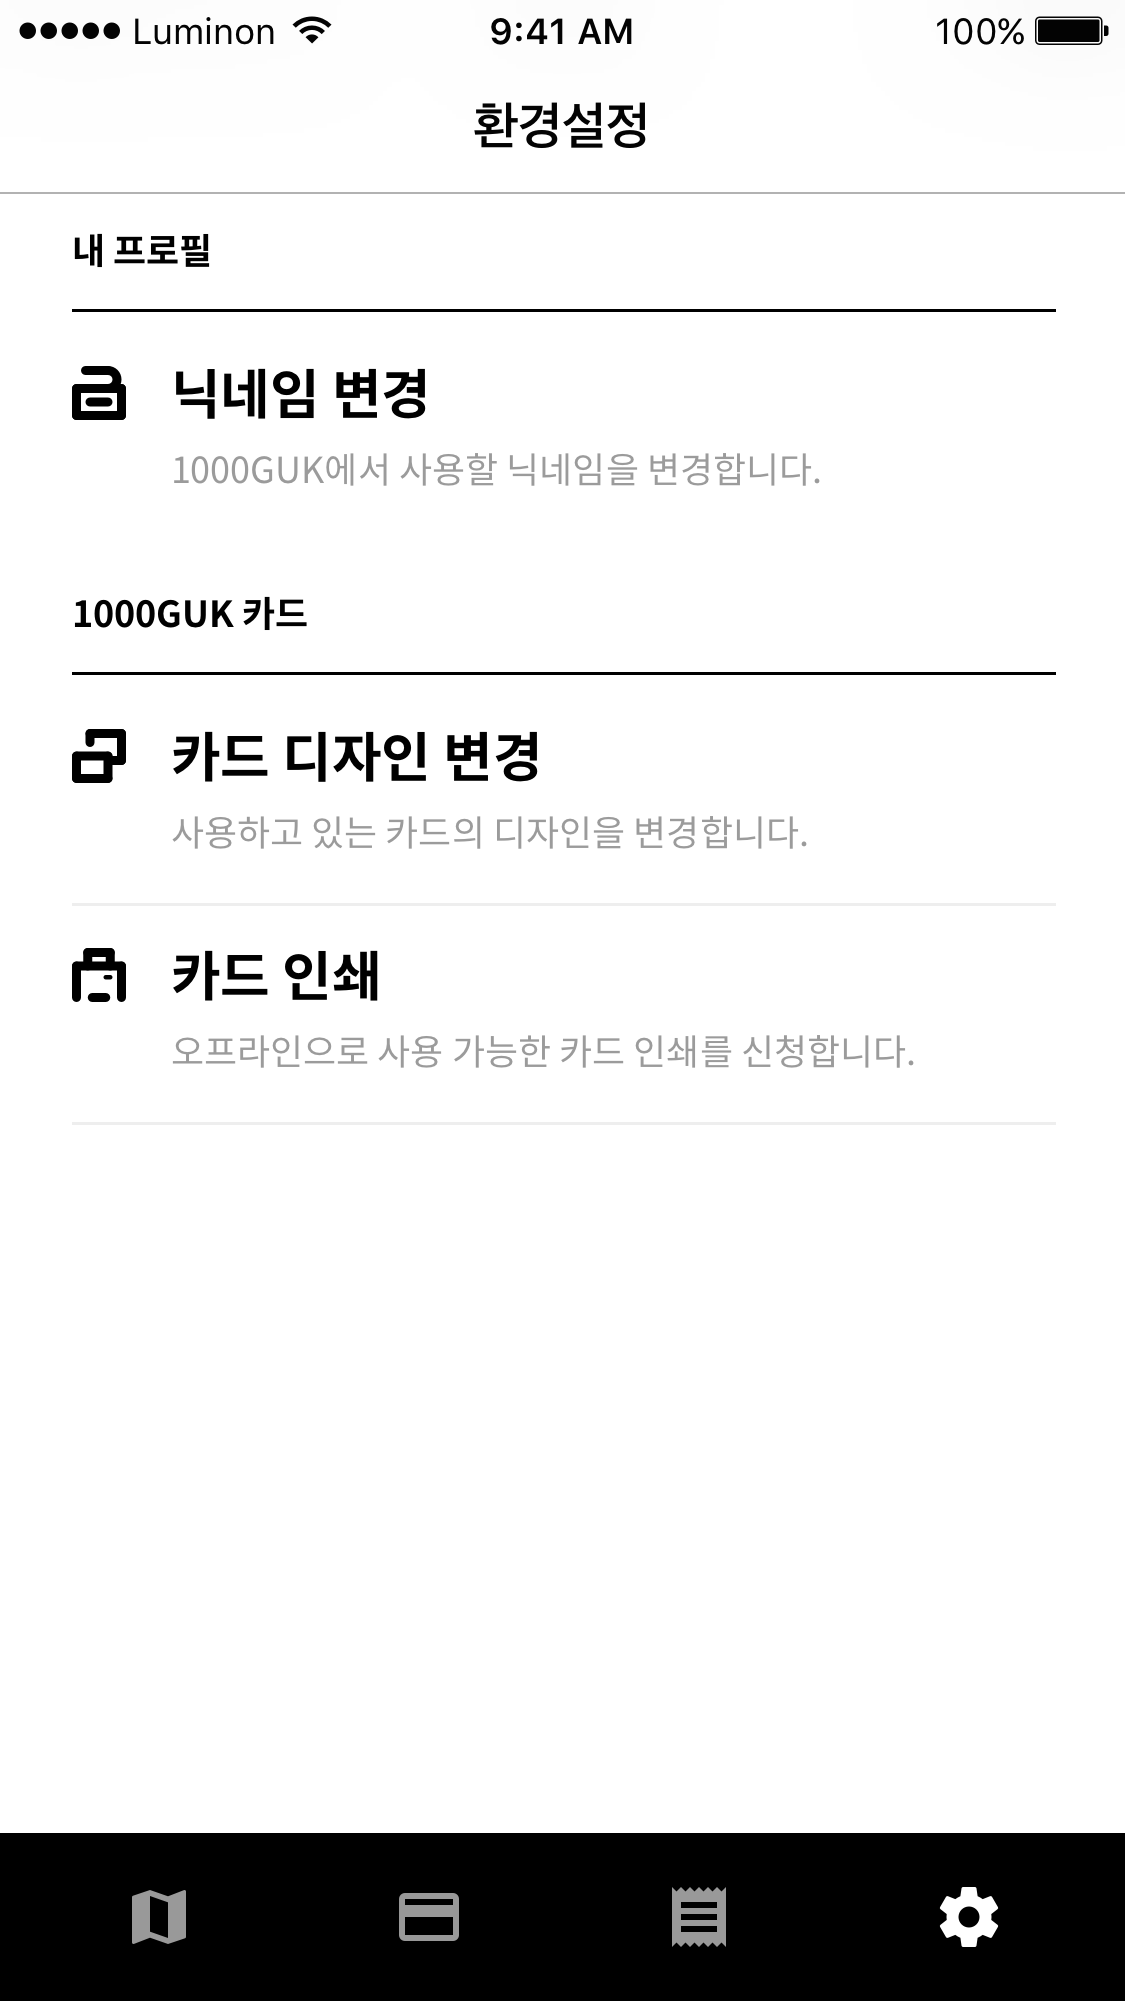 Luminon
9:41 AM
100%
환경설정
내 프로필
닉네임 변경
1000GUK에서 사용할 닉네임을 변경합니다.
1000GUK 카드
카드 디자인 변경
사용하고 있는 카드의 디자인을 변경합니다.
카드 인쇄
오프라인으로 사용 가능한 카드 인쇄를 신청합니다.